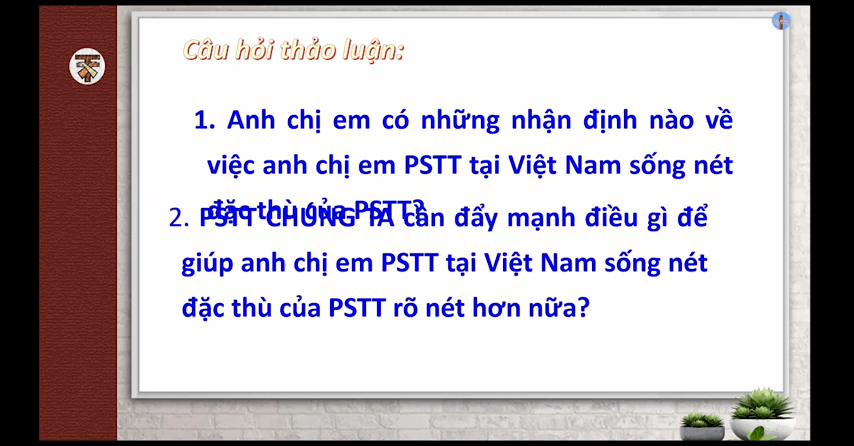 Câu hỏi thảo luận:
1. Anh chị em có những nhận định nào về
việc anh chị em PSTT tại Việt Nam sống nét
đặc thù của PSTT?
2. PSTT CHÚNG TA cần đẩy mạnh điều gì để
giúp anh chị em PSTT tại Việt Nam sống nét
đặc thù của PSTT rõ nét hơn nữa?